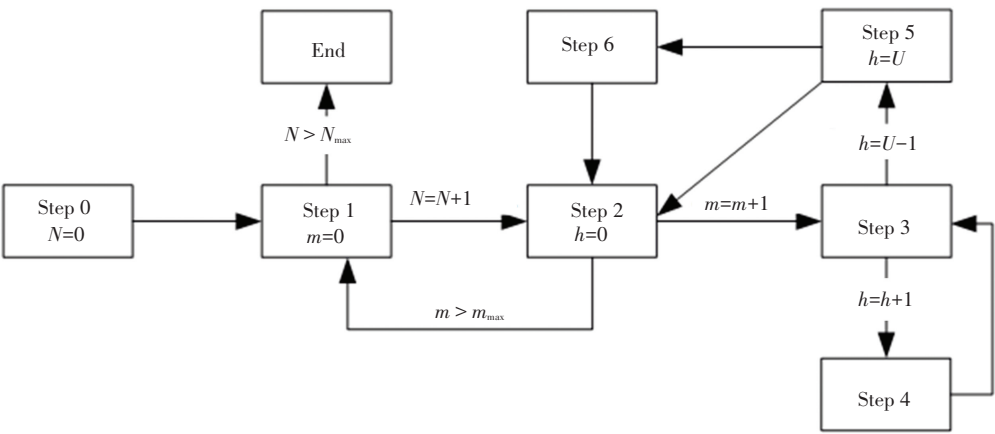 End
Step 6
Step 5
h=U
N > Nmax
h=U−1
Step 0
N=0
Step 1
m=0
N=N+1
Step 2
h=0
m=m+1
Step 3
m > mmax
h=h+1
Step 4